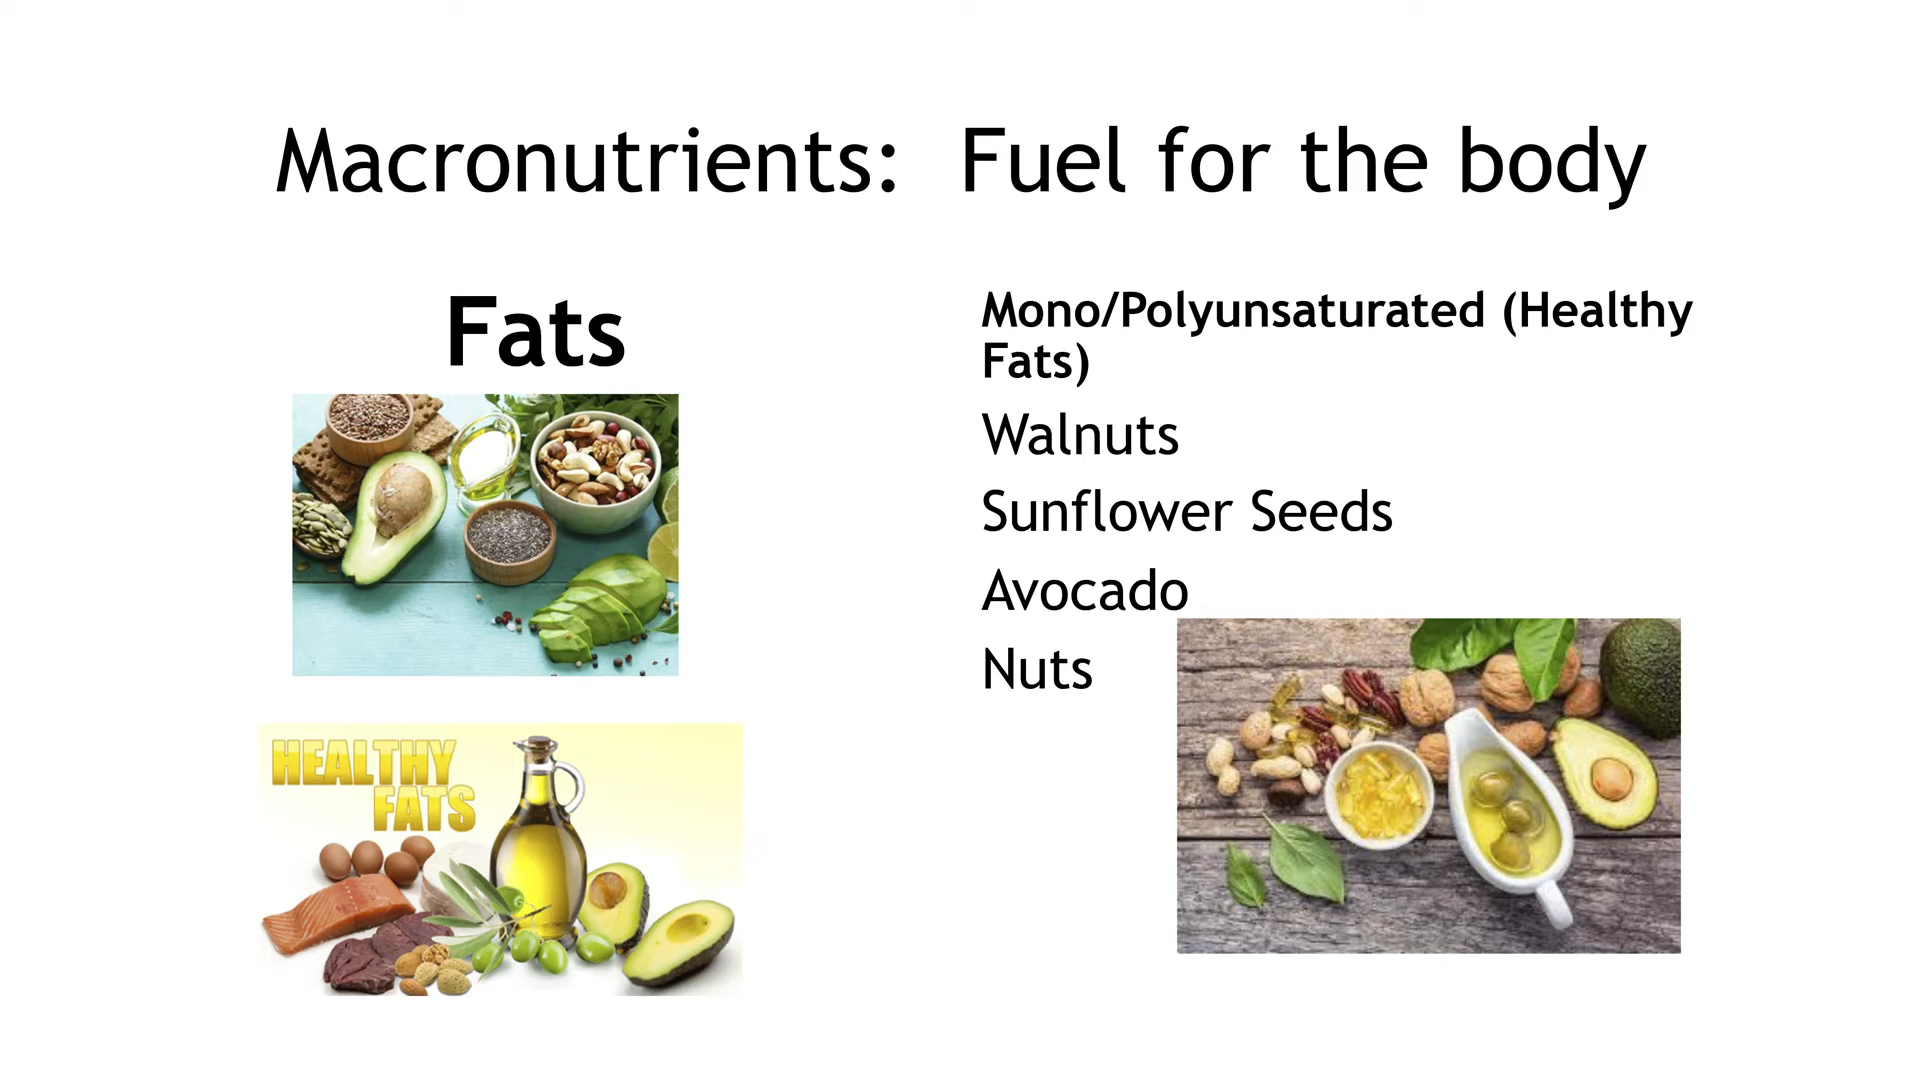 Macronutrients:  Fuel for the body
Fats
HEALTHY
FATS
Mono/Polyunsaturated (Healthy
Fats)
Walnuts
Sunflower Seeds
Avocado
Nuts